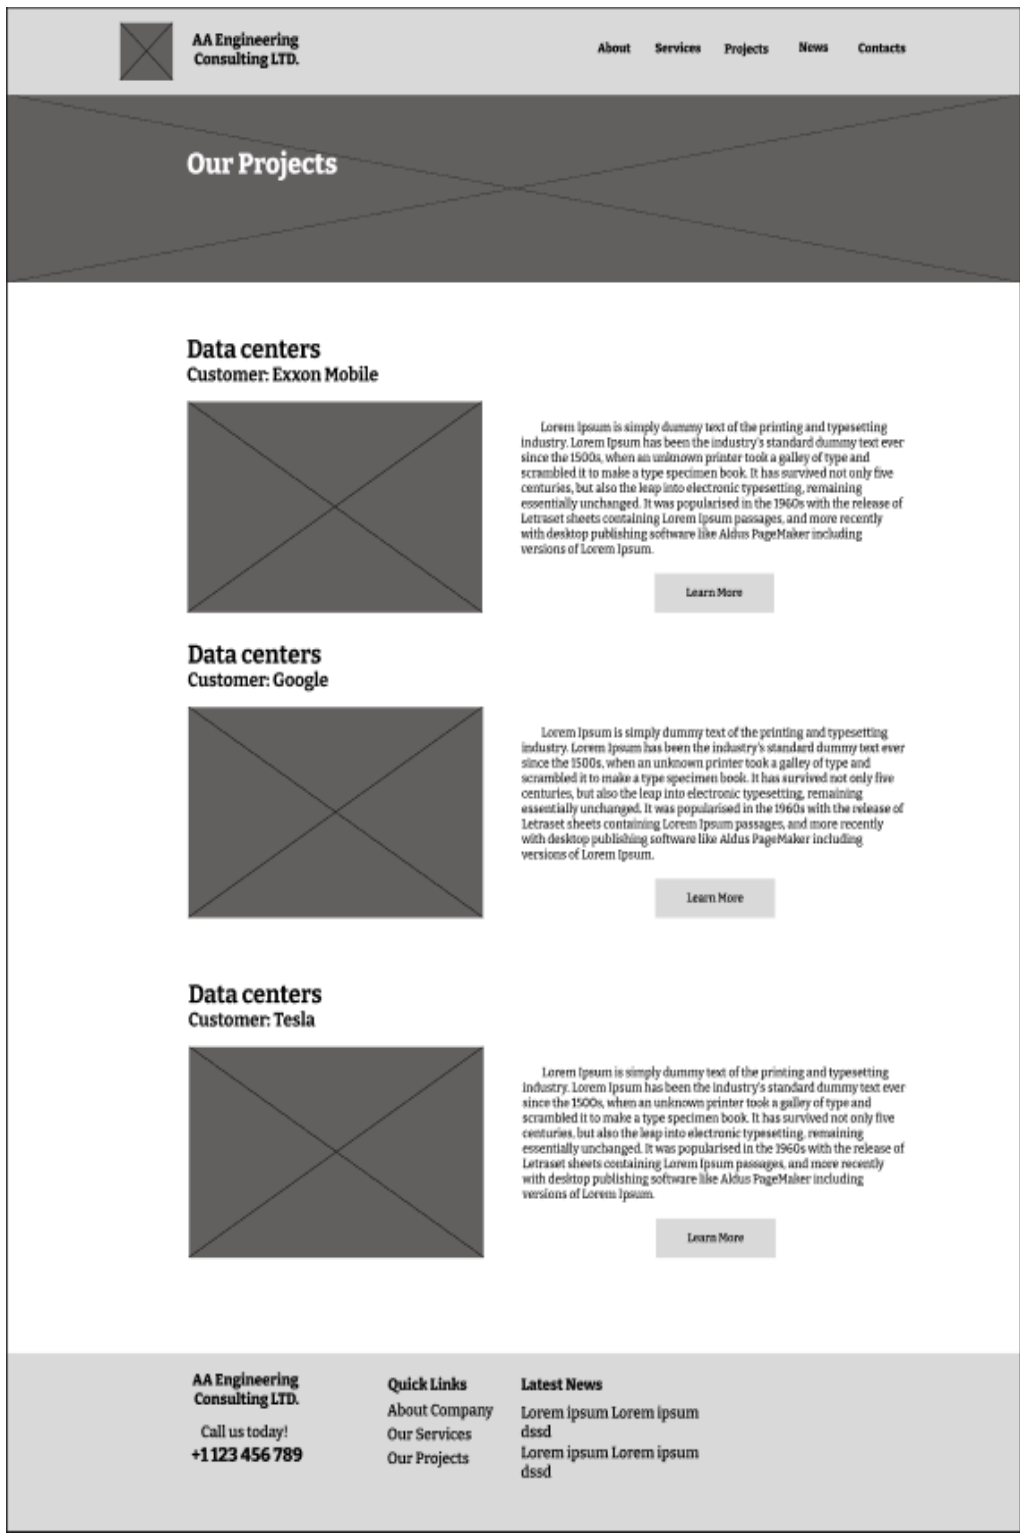 AA Engineering
Consulting LTD.
About Services Projects News Contacts
Our Projects
Data centers
Customer: Exxon Mobile
Lorem Ipsum is simply dummy text of the printing and typesetting
industry. Lorem Ipsum has been the industry's standard dummy text ever
since the 1500s, when an unknown printer took a galley of type and
scrambled it to make a type specimen book. It has survived not only five
centuries, but also the leap into electronic typesetting, remaining
essentially unchanged. It was popularised in the 1960s with the release of
Letraset sheets containing Lorem Ipsum passages, and more recently
with desktop publishing software like Aldus PageMaker including
versions of Lorem Ipsum.
Learn More
Data centers
Customer: Google
Lorem Ipsum is simply dummy text of the printing and typesetting
industry. Lorem Ipsum has been the industry's standard dummy text ever
since the 1500s, when an unknown printer took a galley of type and
scrambled it to make a type specimen book. It has survived not only five
centuries, but also the leap into electronic typesetting, remaining
essentially unchanged. It was popularised in the 1960s with the release of
Letraset sheets containing Lorem Ipsum passages, and more recently
with desktop publishing software like Aldus PageMaker including
versions of Lorem Ipsum.
Learn More
Data centers
Customer: Tesla
Lorem Ipsum is simply dummy text of the printing and typesetting
industry. Lorem Ipsum has been the industry's standard dummy text ever
since the 1500s, when an unknown printer took a galley of type and
scrambled it to make a type specimen book. It has survived not only five
centuries, but also the leap into electronic typesetting, remaining
essentially unchanged. It was popularised in the 1960s with the release of
Letraset sheets containing Lorem Ipsum passages, and more recently
with desktop publishing software like Aldus PageMaker including
versions of Lorem Ipsum.
Learn More
AA Engineering
Consulting LTD.
Call us today!
+1 123 456 789
Quick Links
About Company
Our Services
Our Projects
Latest News
Lorem ipsum Lorem ipsum
dssd
Lorem ipsum Lorem ipsum
dssd